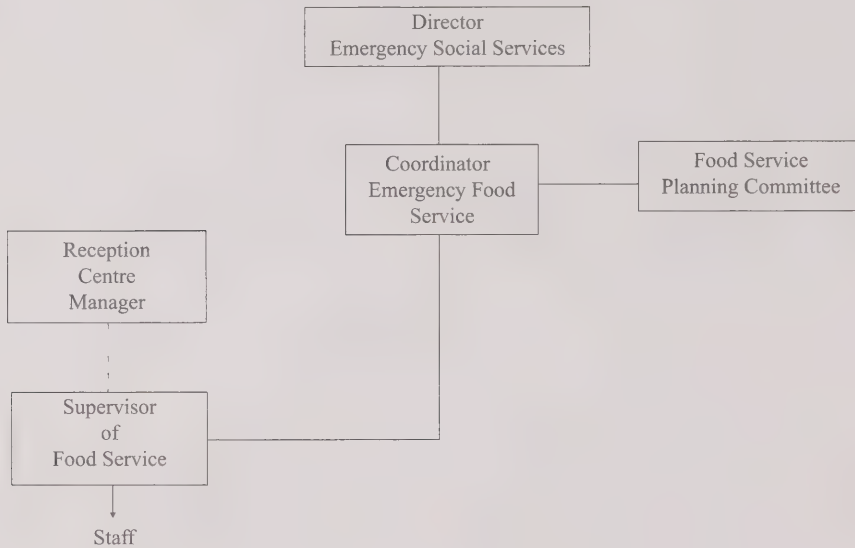 Director
Emergency Social Services
Coordinator
Emergency Food
Service
Food Service
Planning Committee
Reception
Centre
Manager
Supervisor
of
Food Service
Staff